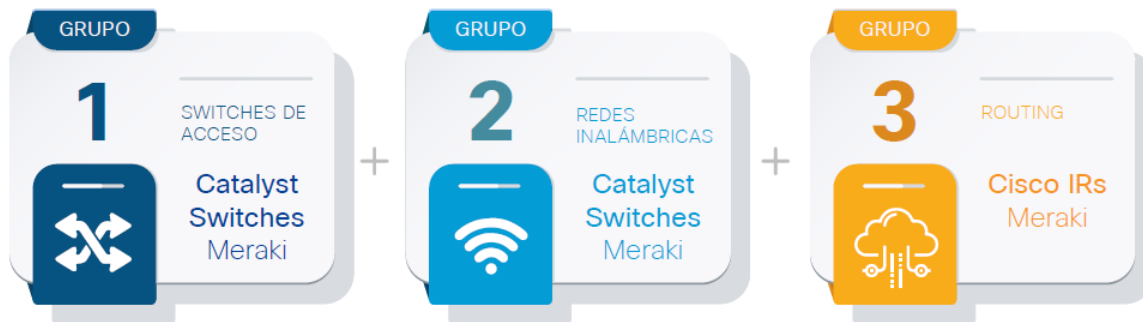 GRUPO
1
SWITCHES DE
ACCESO
Catalyst
Switches
Meraki
+
GRUPO
2
REDES
INALÁMBRICAS
Catalyst
Switches
Meraki
+
GRUPO
3
ROUTING
Cisco IRs
Meraki